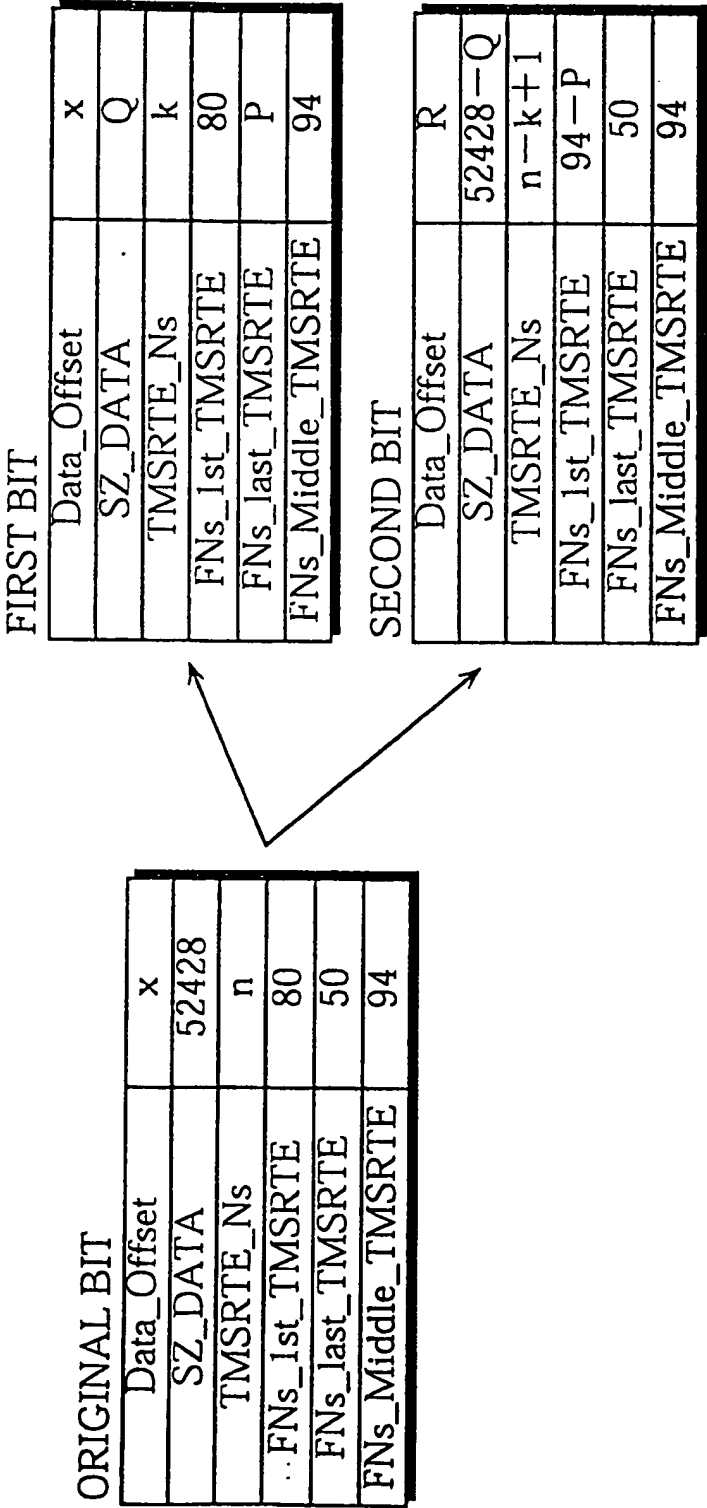 ORIGINAL BIT
Data_Offset x
SZ_DATA 52428
TMSRTE_Ns n
FNs_1st_TMSRTE 80
FNs_last_TMSRTE 50
FNs_Middle_TMSRTE 94
FIRST BIT
Data_Offset x
SZ_DATA Q
TMSRTE_Ns k
FNs_1st_TMSRTE 80
FNs_last_TMSRTE P
FNs_Middle_TMSRTE 94
SECOND BIT
Data_Offset R
SZ_DATA 52428-Q
TMSRTE_Ns n-k+1
FNs_1st_TMSRTE 94-P
FNs_last_TMSRTE 50
FNs_Middle_TMSRTE 94